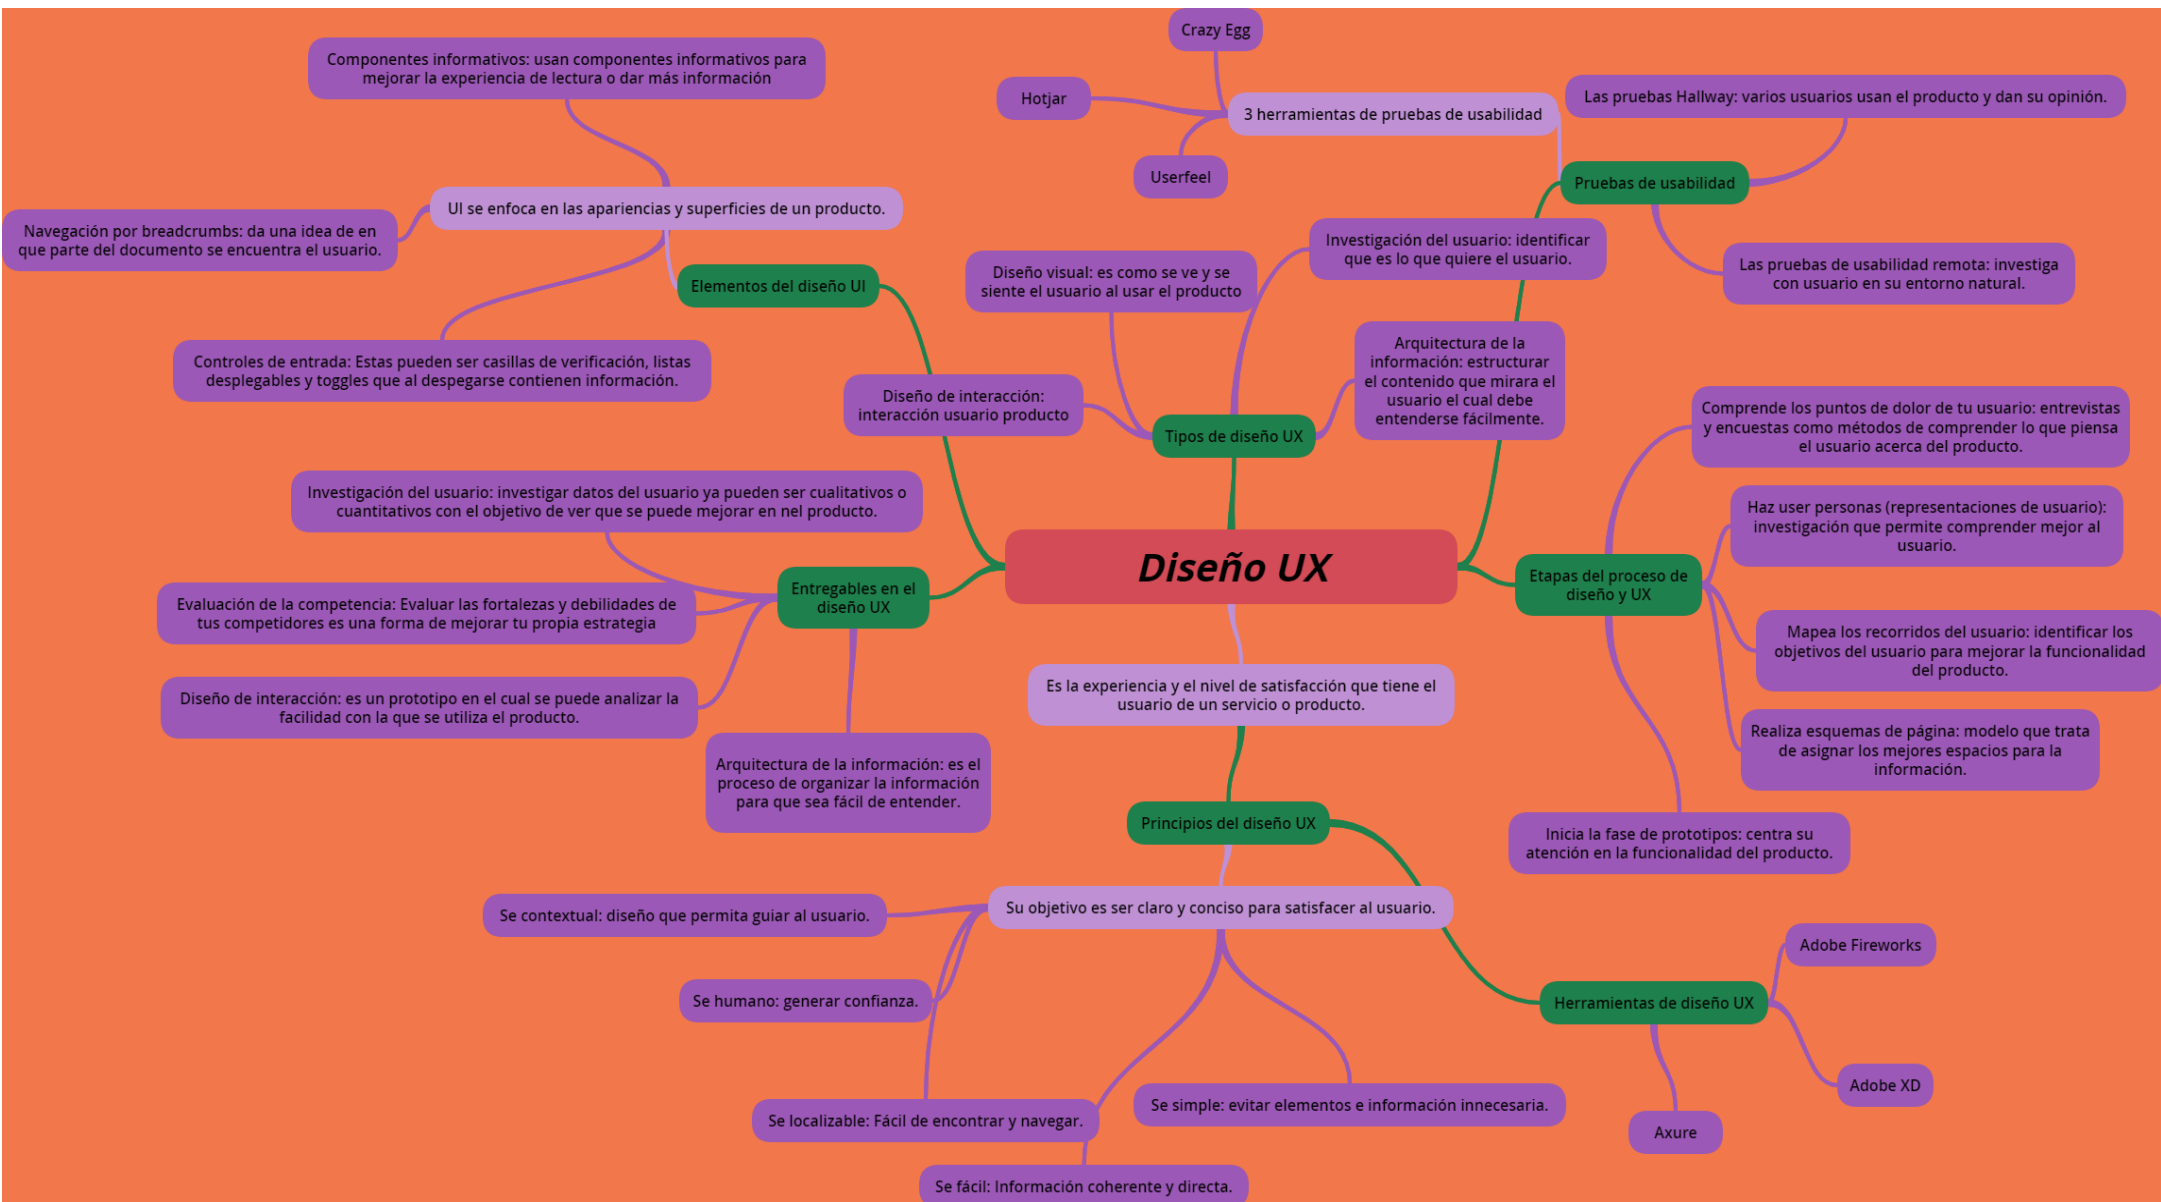 Crazy Egg
Componentes informativos: usan componentes informativos para
mejorar la experiencia de lectura o dar más información
Hotjar
3 herramientas de pruebas de usabilidad
Las pruebas Hallway: varios usuarios usan el producto y dan su opinión.
Userfeel
Pruebas de usabilidad
UI se enfoca en las apariencias y superficies de un producto.
Navegación por breadcrumbs: da una idea de en
que parte del documento se encuentra el usuario.
Investigación del usuario: identificar
que es lo que quiere el usuario.
Diseño visual: es como se ve y se
siente el usuario al usar el producto
Las pruebas de usabilidad remota: investiga
con usuario en su entorno natural.
Elementos del diseño UI
Controles de entrada: Estas pueden ser casillas de verificación, listas
desplegables y toggles que al despegarse contienen información.
Arquitectura de la
información: estructurar
el contenido que mirara el
usuario el cual debe
entenderse fácilmente.
Diseño de interacción:
interacción usuario producto
Tipos de diseño UX
Comprende los puntos de dolor de tu usuario: entrevistas
y encuestas como métodos de comprender lo que piensa
el usuario acerca del producto.
Investigación del usuario: investigar datos del usuario ya pueden ser cualitativos o
cuantitativos con el objetivo de ver que se puede mejorar en nel producto.
Haz user personas (representaciones de usuario):
investigación que permite comprender mejor al
usuario.
Diseño UX
Entregables en el
diseño UX
Etapas del proceso de
diseño y UX
Evaluación de la competencia: Evaluar las fortalezas y debilidades de
tus competidores es una forma de mejorar tu propia estrategia
Mapea los recorridos del usuario: identificar los
objetivos del usuario para mejorar la funcionalidad
del producto.
Es la experiencia y el nivel de satisfacción que tiene el
usuario de un servicio o producto.
Diseño de interacción: es un prototipo en el cual se puede analizar la
facilidad con la que se utiliza el producto.
Realiza esquemas de página: modelo que trata
de asignar los mejores espacios para la
información.
Arquitectura de la información: es el
proceso de organizar la información
para que sea fácil de entender.
Principios del diseño UX
Inicia la fase de prototipos: centra su
atención en la funcionalidad del producto.
Se contextual: diseño que permita guiar al usuario.
Su objetivo es ser claro y conciso para satisfacer al usuario.
Adobe Fireworks
Se humano: generar confianza.
Herramientas de diseño UX
Adobe XD
Se simple: evitar elementos e información innecesaria.
Se localizable: Fácil de encontrar y navegar.
Axure
Se fácil: Información coherente y directa.